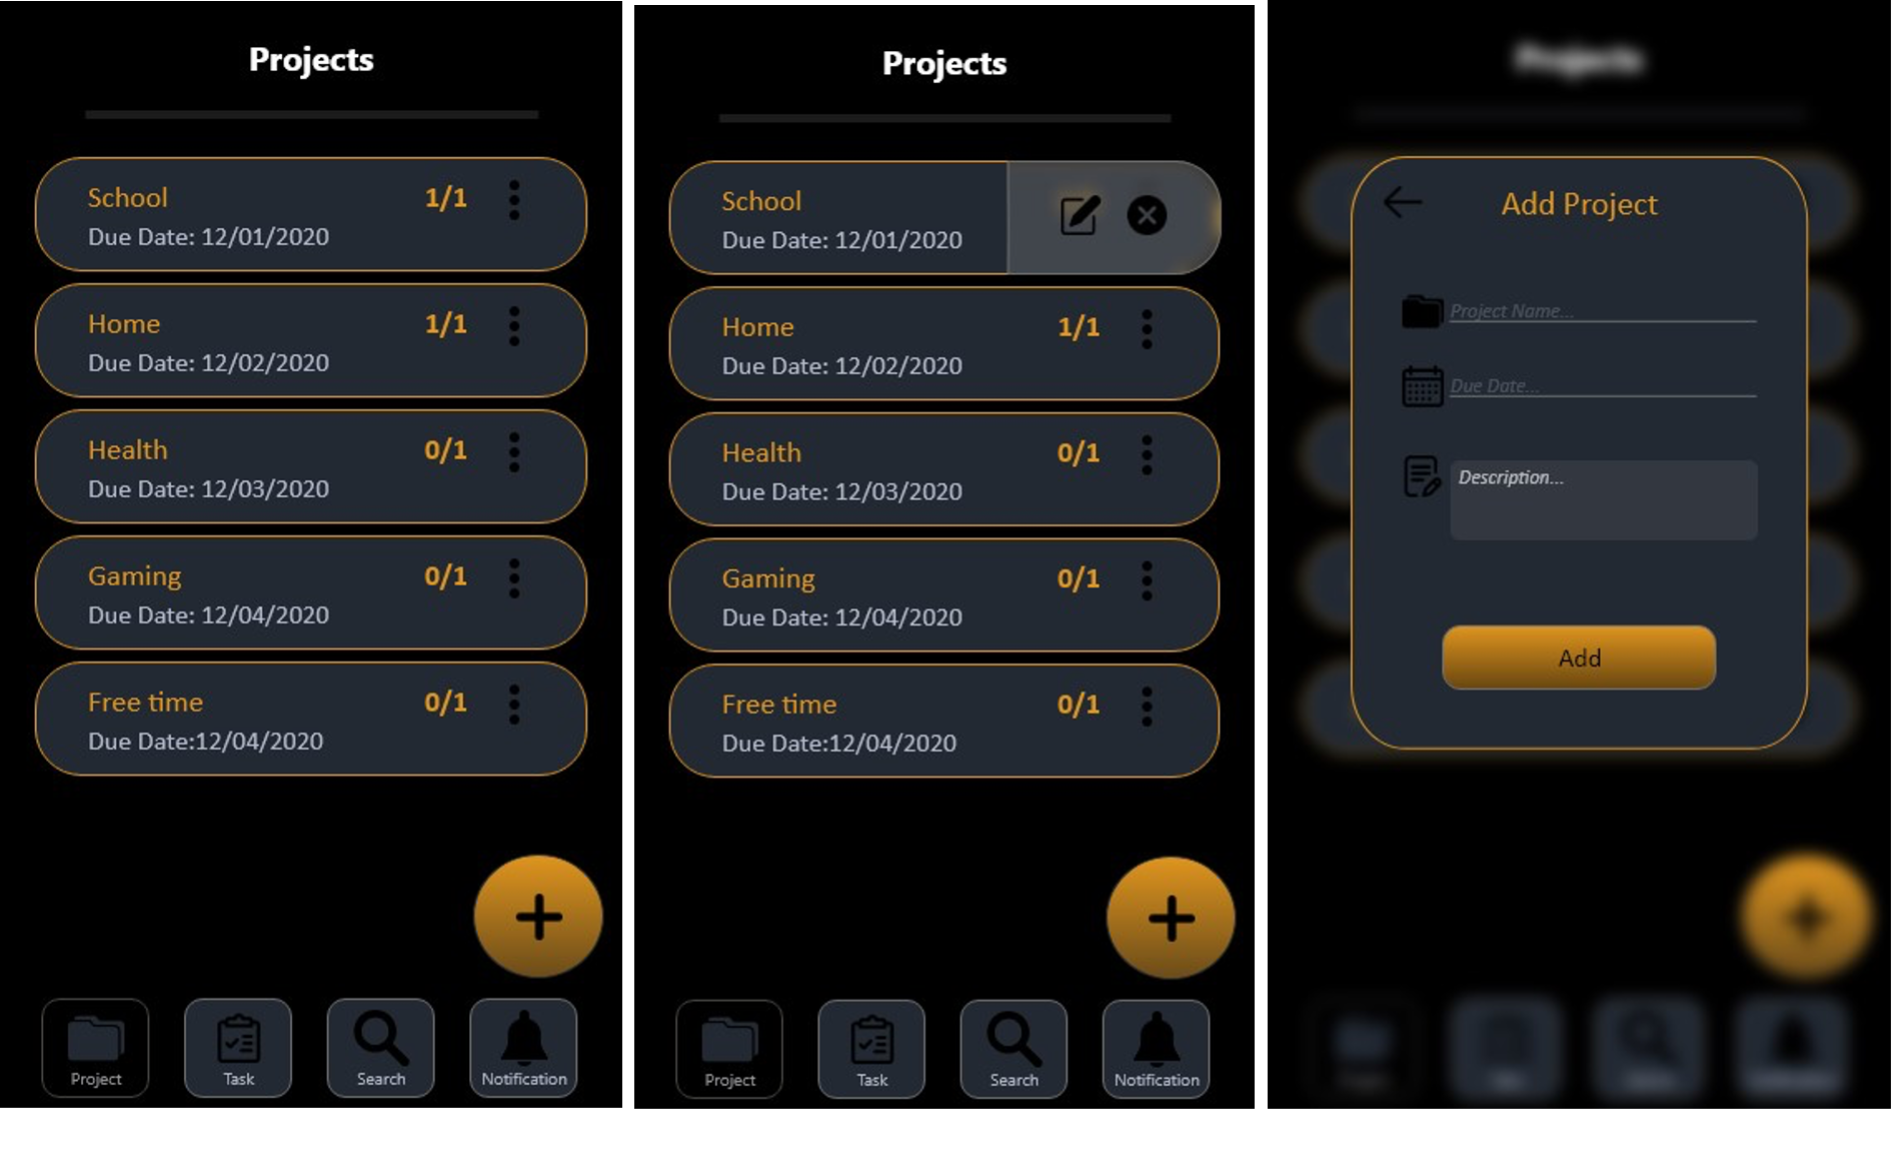 Projects
School 1/1
Due Date: 12/01/2020
Home 1/1
Due Date: 12/02/2020
Health 0/1
Due Date: 12/03/2020
Gaming 0/1
Due Date: 12/04/2020
Free time 0/1
Due Date:12/04/2020
Project Task Search Notification
Projects
School
Due Date: 12/01/2020
Home 1/1
Due Date: 12/02/2020
Health 0/1
Due Date: 12/03/2020
Gaming 0/1
Due Date: 12/04/2020
Free time 0/1
Due Date:12/04/2020
Project Task Search Notification
Projects
Add Project
Project Name...
Due Date...
Description...
Add